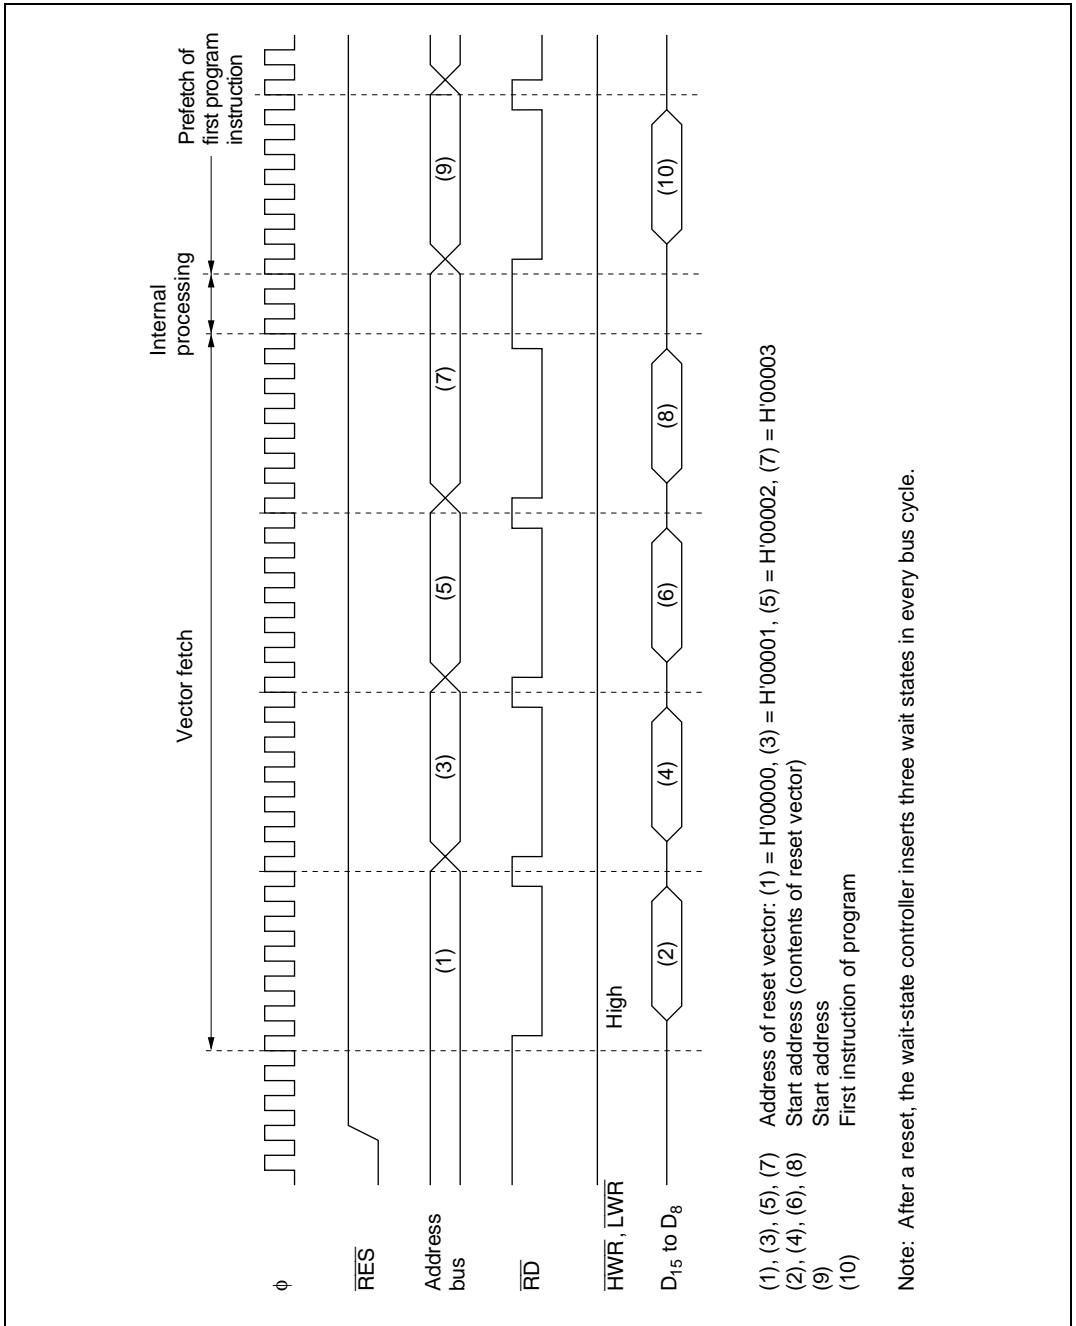 Vector fetch
Internal
processing
Prefetch of
first program
instruction
φ
RES
Address
bus
(1)
(3)
(5)
(7)
(9)
RD
HWR, LWR
High
D15 to D8
(2)
(4)
(6)
(8)
(10)
(1), (3), (5), (7) Address of reset vector: (1) = H'00000, (3) = H'00001, (5) = H'00002, (7) = H'00003
(2), (4), (6), (8) Start address (contents of reset vector)
(9) Start address
(10) First instruction of program
Note: After a reset, the wait-state controller inserts three wait states in every bus cycle.